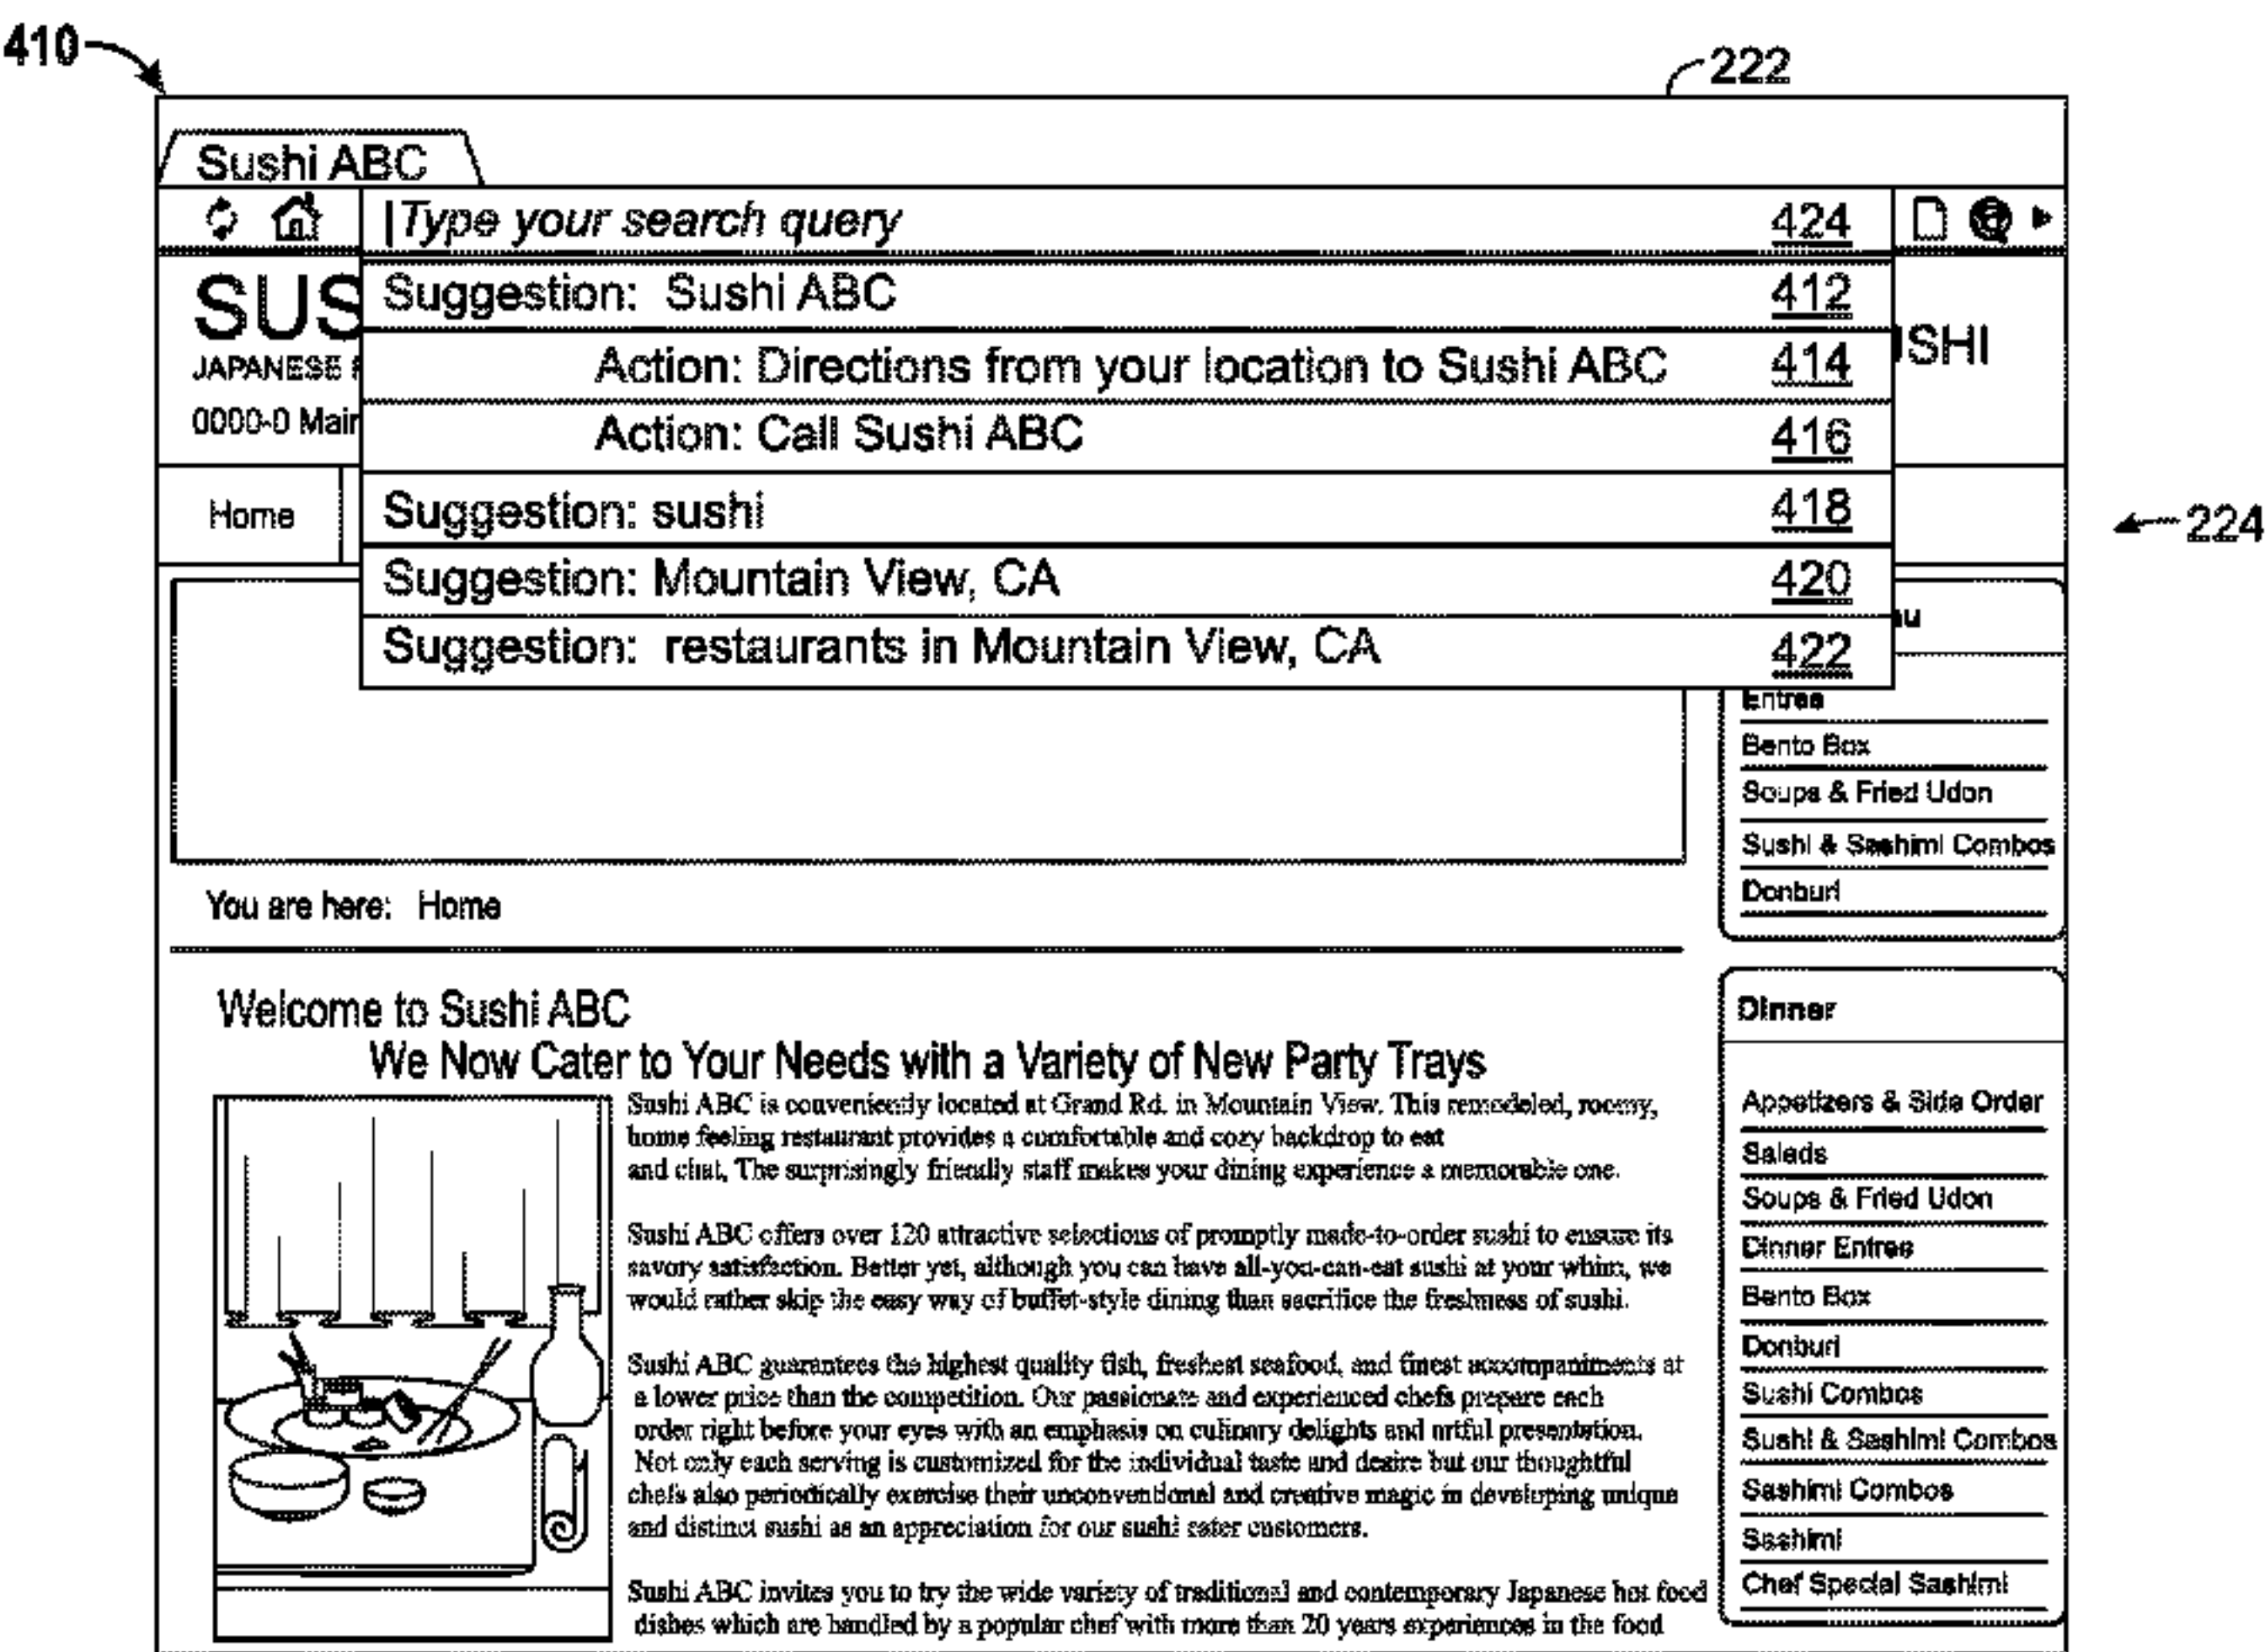 410
222
Sushi ABC
|Type your search query 424
SUS
Suggestion: Sushi ABC 412
ISHI
JAPANESE
Action: Directions from your location to Sushi ABC 414
0000-0 Main
Action: Call Sushi ABC 416
Home
Suggestion: sushi 418
224
Suggestion: Mountain View, CA 420
Suggestion: restaurants in Mountain View, CA 422
Entree
Bento Box
Soups & Fried Udon
Sushi & Sashimi Combos
Donburi
You are here: Home
Welcome to Sushi ABC
We Now Cater to Your Needs with a Variety of New Party Trays
Sushi ABC is conveniently located at Grand Rd. in Mountain View. This remodeled, roomy,
home feeling restaurant provides a comfortable and cozy backdrop to eat
and chat, The surprisingly friendly staff makes your dining experience a memorable one.
Sushi ABC offers over 120 attractive selections of promptly made-to-order sushi to ensure its
savory satisfaction. Better yet, although you can have all-you-can-eat sushi at your whim, we
would rather skip the easy way of buffet-style dining than sacrifice the freshness of sushi.
Sushi ABC guarantees the highest quality fish, freshest seafood, and finest accompaniments at
a lower price than the competition. Our passionate and experienced chefs prepare each
order right before your eyes with an emphasis on culinary delights and artful presentation.
Not only each serving is customized for the individual taste and desire but our thoughtful
chefs also periodically exercise their unconventional and creative magic in developing unique
and distinct sushi as an appreciation for our sushi eater customers.
Sushi ABC invites you to try the wide variety of traditional and contemporary Japanese hot food
dishes which are handled by a popular chef with more than 20 years experiences in the food
Dinner
Appetizers & Side Order
Salads
Soups & Fried Udon
Dinner Entree
Bento Box
Donburi
Sushi Combos
Sushi & Sashimi Combos
Sashimi Combos
Sashimi
Chef Special Sashimi